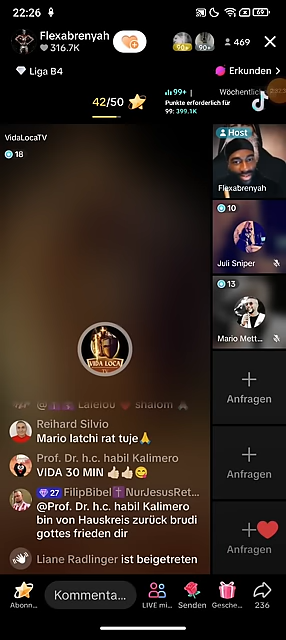 22:26
69
Flexabrenyah
316.7K
90+
90+
469
Liga B4
Erkunden
42/50
99+
Punkte erforderlich für
99: 399.1K
Wöchentlich
VidaLocaTV
18
Host
Flexabrenyah
10
Juli Sniper
13
Mario Mett...
VIDA LOCA
Anfragen
Anfragen
Anfragen
shalom
Reihard Silvio
Mario latchi rat tuje🙏
Prof. Dr. h.c. habil Kalimero
VIDA 30 MIN 👍🏻👍🏻😋
27 FilipBibel✝️NurJesusRet...
@Prof. Dr. h.c. habil Kalimero
bin von Hauskreis zurück brudi
gottes frieden dir
Liane Radlinger ist beigetreten
Abonn...
Kommenta...
LIVE mi...
Senden
Gesche...
236